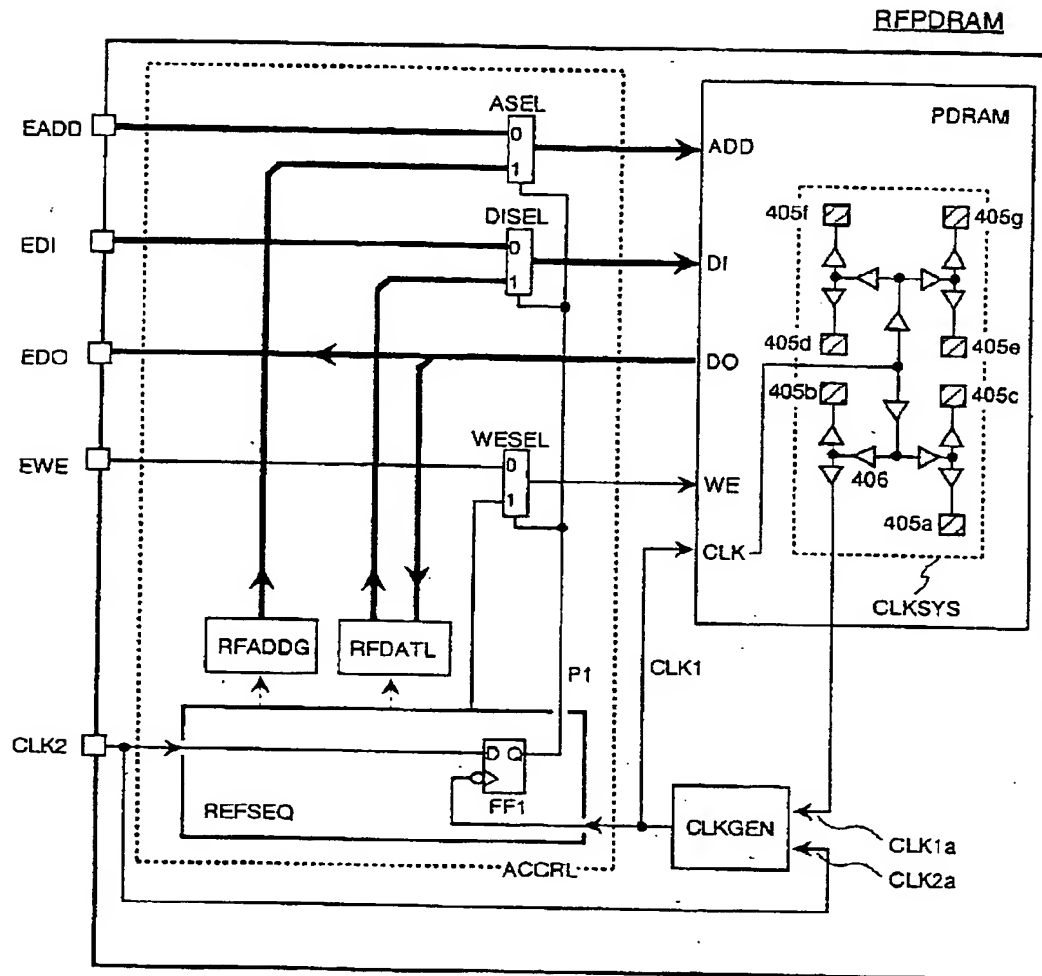 RFPDRAM
ASEL
PDRAM
EADD
0
1
ADD
405f
405g
DISEL
EDI
0
1
DI
405d
405e
EDO
DO
405b
405c
WESEL
EWE
0
1
WE
406
405a
CLK
CLKSYS
RFADDG
RFDATL
P1
CLK1
CLK2
D Q
FF1
REFSEQ
CLKGEN
CLK1a
CLK2a
ACCRL